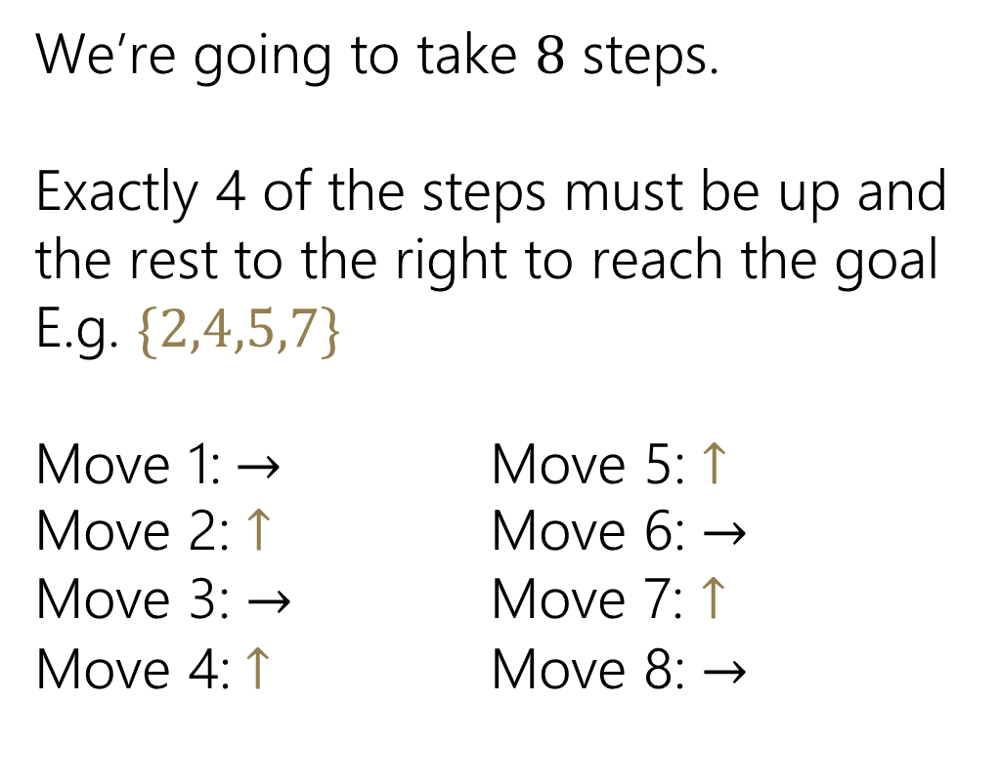 We’re going to take 8 steps.
Exactly 4 of the steps must be up and
the rest to the right to reach the goal
E.g. {2,4,5,7}
Move 1: → Move 5: ↑
Move 2: ↑ Move 6: →
Move 3: → Move 7: ↑
Move 4: ↑ Move 8: →